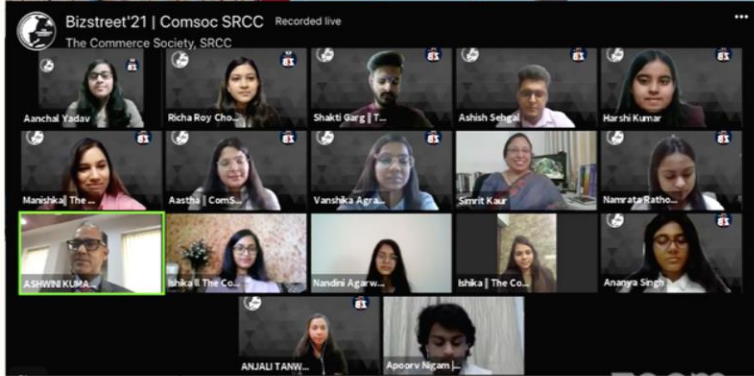 Bizstreet'21 | Comsoc SRCC Recorded live
The Commerce Society, SRCC
Aanchal Yadav
Richa Roy Cho...
Shakti Garg || T...
Ashish Sehgal
Harshi Kumar
Manishka|| The ...
Aastha | ComS...
Vanshika Agra...
Simrit Kaur
Namrata Ratho...
ASHWINI KUMA...
Ishika || The Co...
Nandini Agarw...
Ishika || The Co...
Ananya Singh
ANJALI TANW...
Apoorv Nigam |...
zoom